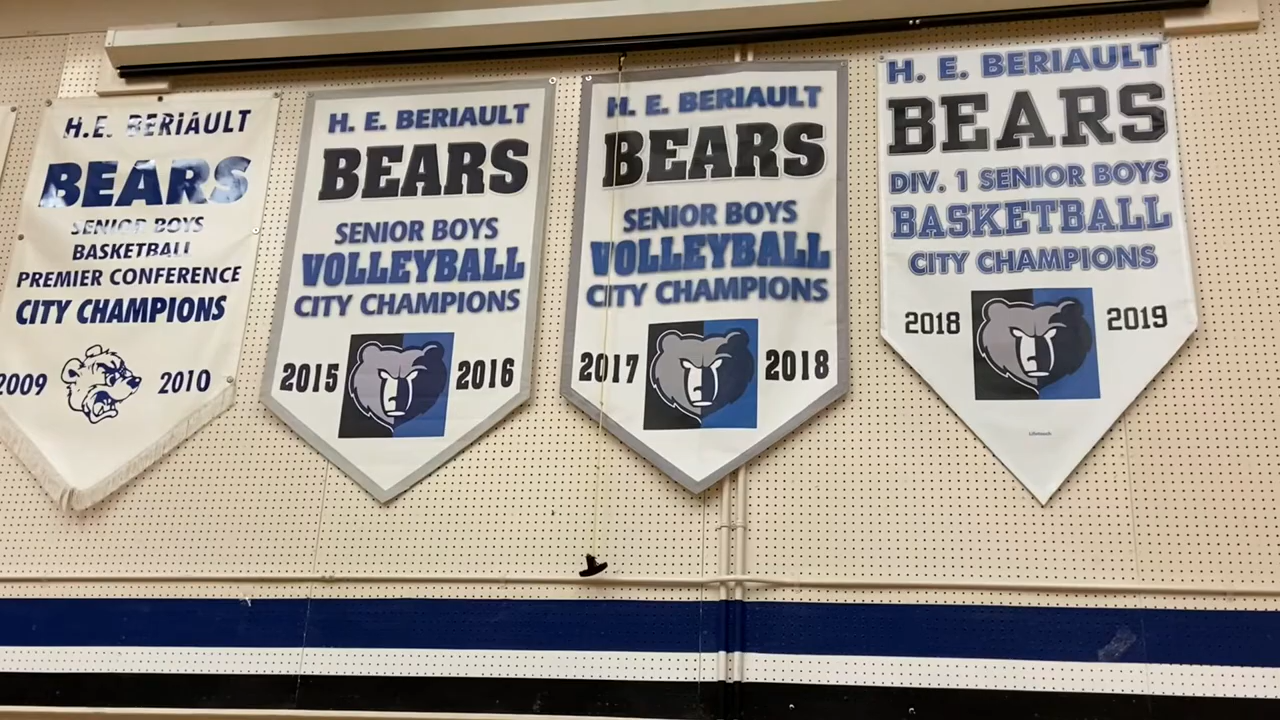 H.E. BERIAULT
BEARS
SENIOR BOYS
BASKETBALL
PREMIER CONFERENCE
CITY CHAMPIONS
2009 2010
H. E. BERIAULT
BEARS
SENIOR BOYS
VOLLEYBALL
CITY CHAMPIONS
2015 2016
H. E. BERIAULT
BEARS
SENIOR BOYS
VOLLEYBALL
CITY CHAMPIONS
2017 2018
H. E. BERIAULT
BEARS
DIV. 1 SENIOR BOYS
BASKETBALL
CITY CHAMPIONS
2018 2019
Lifetouch